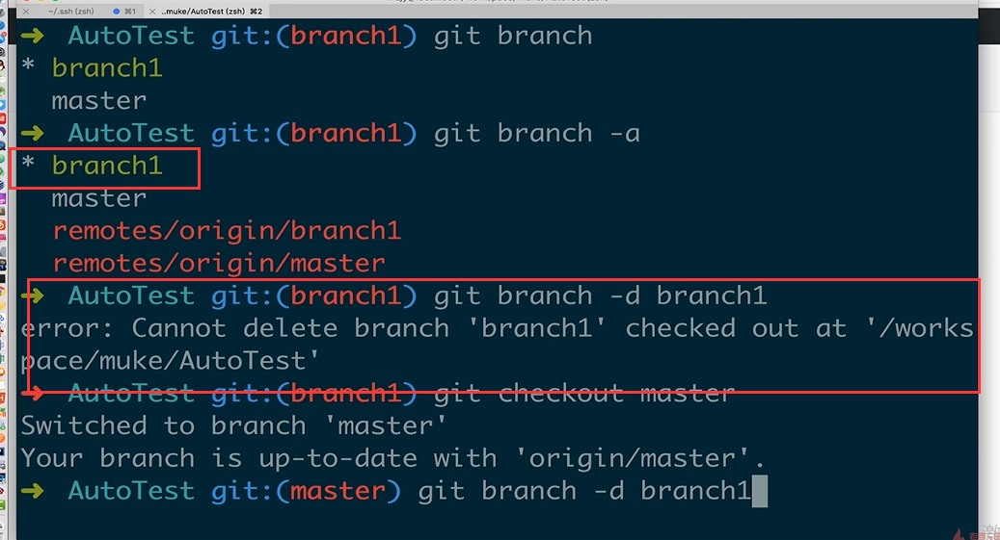 ~/.ssh (zsh) ⌘1 ..muke/AutoTest (zsh) ⌘2
➜ AutoTest git:(branch1) git branch
* branch1
master
➜ AutoTest git:(branch1) git branch -a
* branch1
master
remotes/origin/branch1
remotes/origin/master
➜ AutoTest git:(branch1) git branch -d branch1
error: Cannot delete branch 'branch1' checked out at '/works
pace/muke/AutoTest'
➜ AutoTest git:(branch1) git checkout master
Switched to branch 'master'
Your branch is up-to-date with 'origin/master'.
➜ AutoTest git:(master) git branch -d branch1